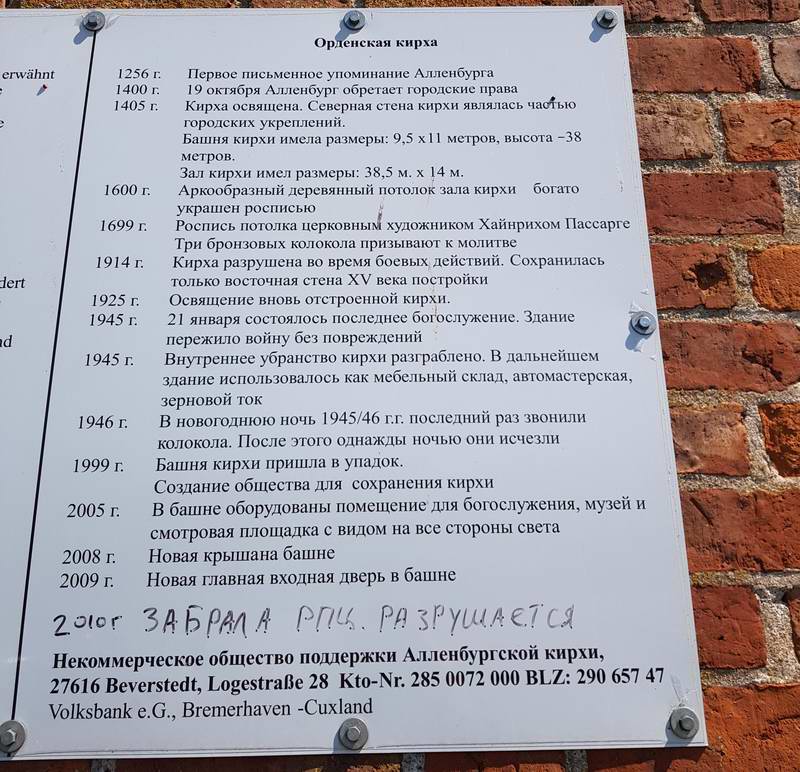 erwähnt
e
e
dert
nd
Орденская кирха
1256 г. Первое письменное упоминание Алленбурга
1400 г. 19 октября Алленбург обретает городские права
1405 г. Кирха освящена. Северная стена кирхи являлась частью
городских укреплений.
Башня кирхи имела размеры: 9,5 х11 метров, высота –38
метров.
Зал кирхи имел размеры: 38,5 м. х 14 м.
1600 г. Аркообразный деревянный потолок зала кирхи богато
украшен росписью
1699 г. Роспись потолка церковным художником Хайнрихом Пассарге
Три бронзовых колокола призывают к молитве
1914 г. Кирха разрушена во время боевых действий. Сохранилась
только восточная стена XV века постройки
1925 г. Освящение вновь отстроенной кирхи.
1945 г. 21 января состоялось последнее богослужение. Здание
пережило войну без повреждений
1945 г. Внутреннее убранство кирхи разграблено. В дальнейшем
здание использовалось как мебельный склад, автомастерская,
зерновой ток
1946 г. В новогоднюю ночь 1945/46 г.г. последний раз звонили
колокола. После этого однажды ночью они исчезли
1999 г. Башня кирхи пришла в упадок.
Создание общества для сохранения кирхи
2005 г. В башне оборудованы помещение для богослужения, музей и
смотровая площадка с видом на все стороны света
2008 г. Новая крышана башне
2009 г. Новая главная входная дверь в башне
2010 г ЗАБРАЛА РПЦ. РАЗРУШАЕТСЯ
Некоммерческое общество поддержки Алленбургской кирхи,
27616 Beverstedt, Logestraße 28 Kto-Nr. 285 0072 000 BLZ: 290 657 47
Volksbank e.G., Bremerhaven -Cuxland